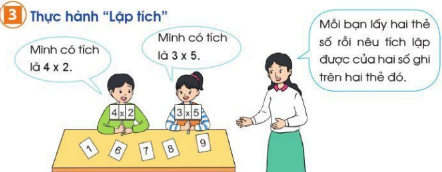 3 Thực hành “Lập tích”
Mình có tích
là 4 x 2.
Mình có tích
là 3 x 5.
Mỗi bạn lấy hai thẻ
số rồi nêu tích lập
được của hai số ghi
trên hai thẻ đó.
4 x 2
3 x 5
1 6 7 8 9